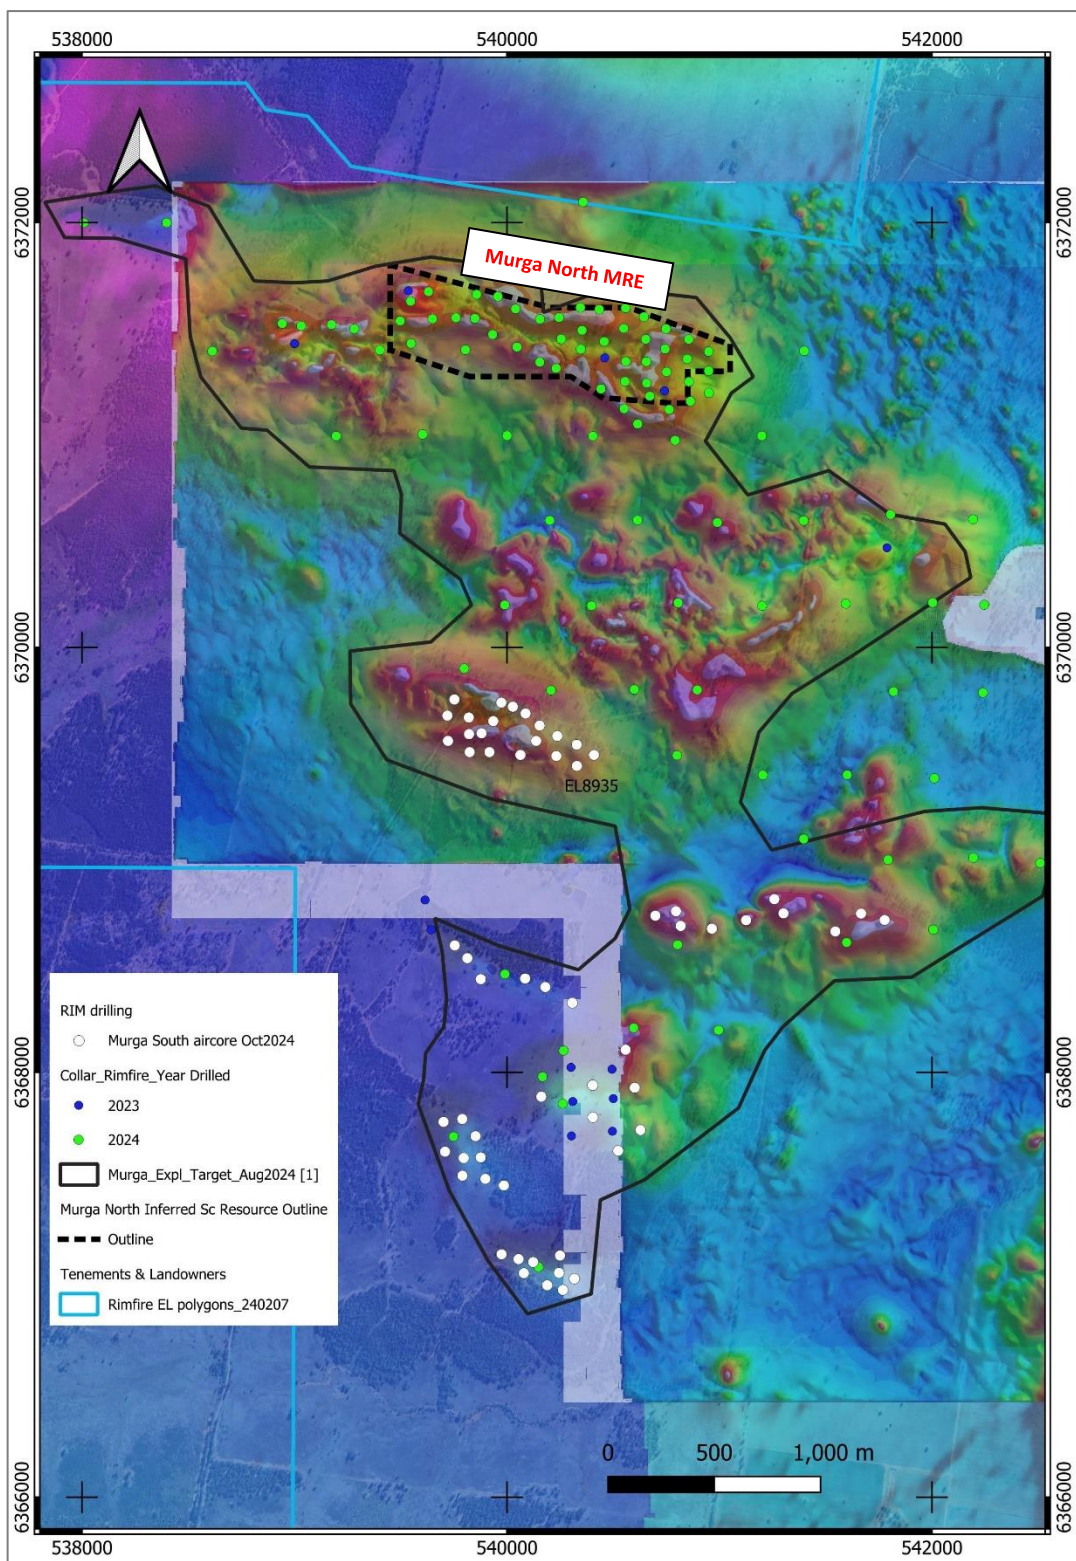 538000
540000
542000
6372000
6372000
Murga North MRE
6370000
6370000
EL8935
RIM drilling
Murga South aircore Oct2024
Collar_Rimfire_Year Drilled
2023
2024
Murga_Expl_Target_Aug2024 [1]
Murga North Inferred Sc Resource Outline
Outline
Tenements & Landowners
Rimfire EL polygons_240207
6368000
6368000
0
500
1,000 m
6366000
6366000
538000
540000
542000